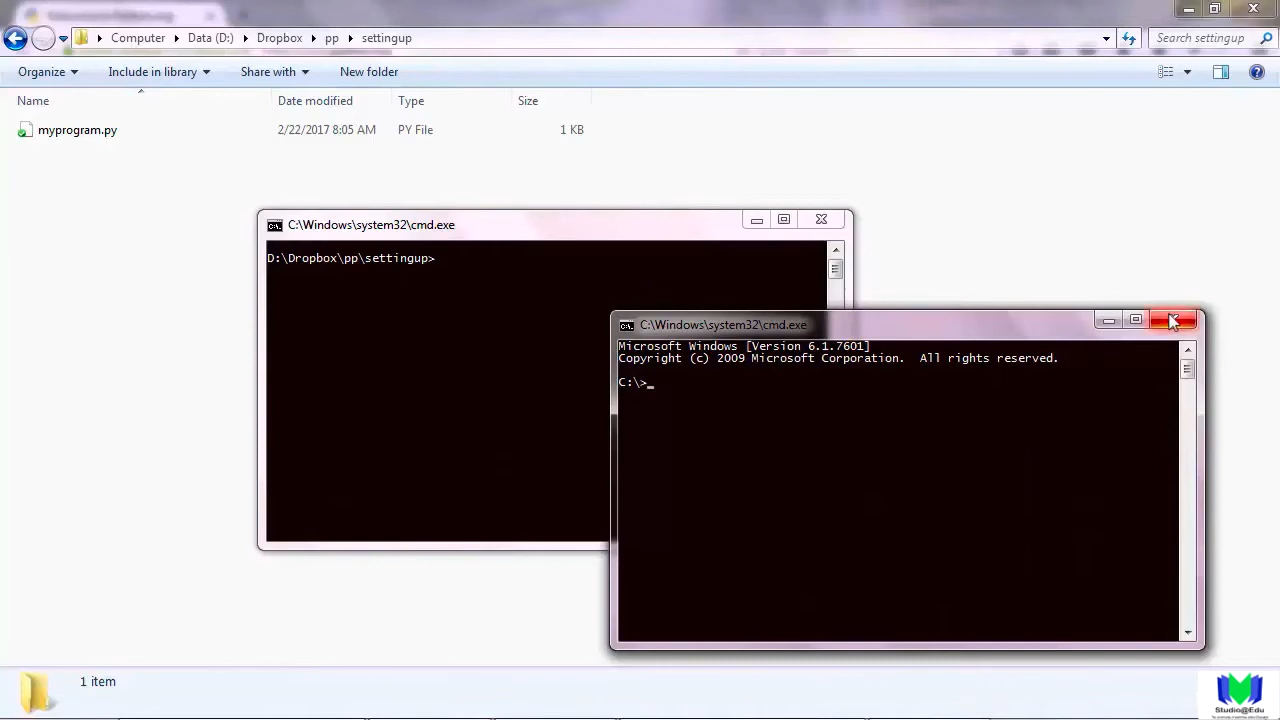 Computer Data (D:) Dropbox pp settingup
Search settingup
Organize Include in library Share with New folder
Name Date modified Type Size
myprogram.py 2/22/2017 8:05 AM PY File 1 KB
C:\Windows\system32\cmd.exe
D:\Dropbox\pp\settingup>
C:\Windows\system32\cmd.exe
Microsoft Windows [Version 6.1.7601]
Copyright (c) 2009 Microsoft Corporation. All rights reserved.
C:\>_
1 item
Studio@Edu